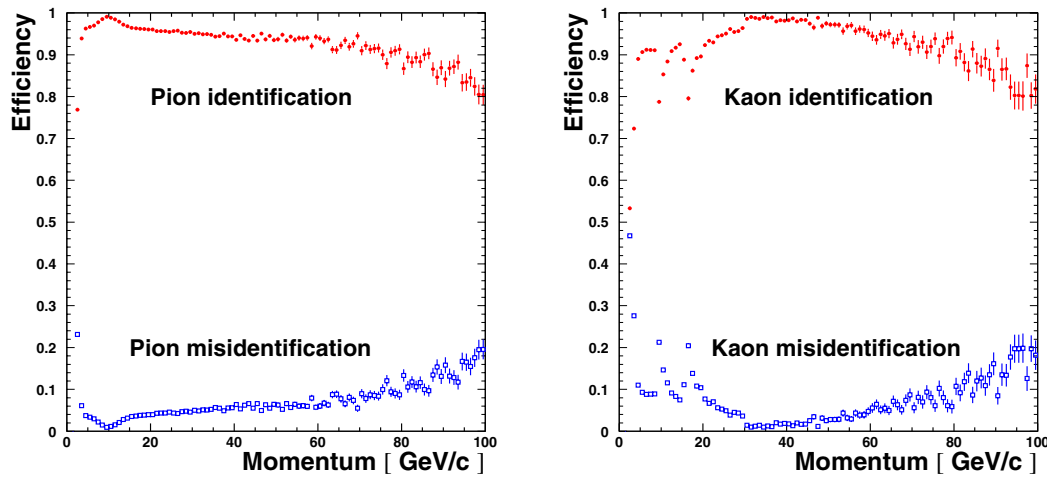 Efficiency
1
0.9
0.8
0.7
0.6
0.5
0.4
0.3
0.2
0.1
0
Pion identification
Pion misidentification
0 20 40 60 80 100
Momentum [ GeV/c ]
Efficiency
1
0.9
0.8
0.7
0.6
0.5
0.4
0.3
0.2
0.1
0
Kaon identification
Kaon misidentification
0 20 40 60 80 100
Momentum [ GeV/c ]